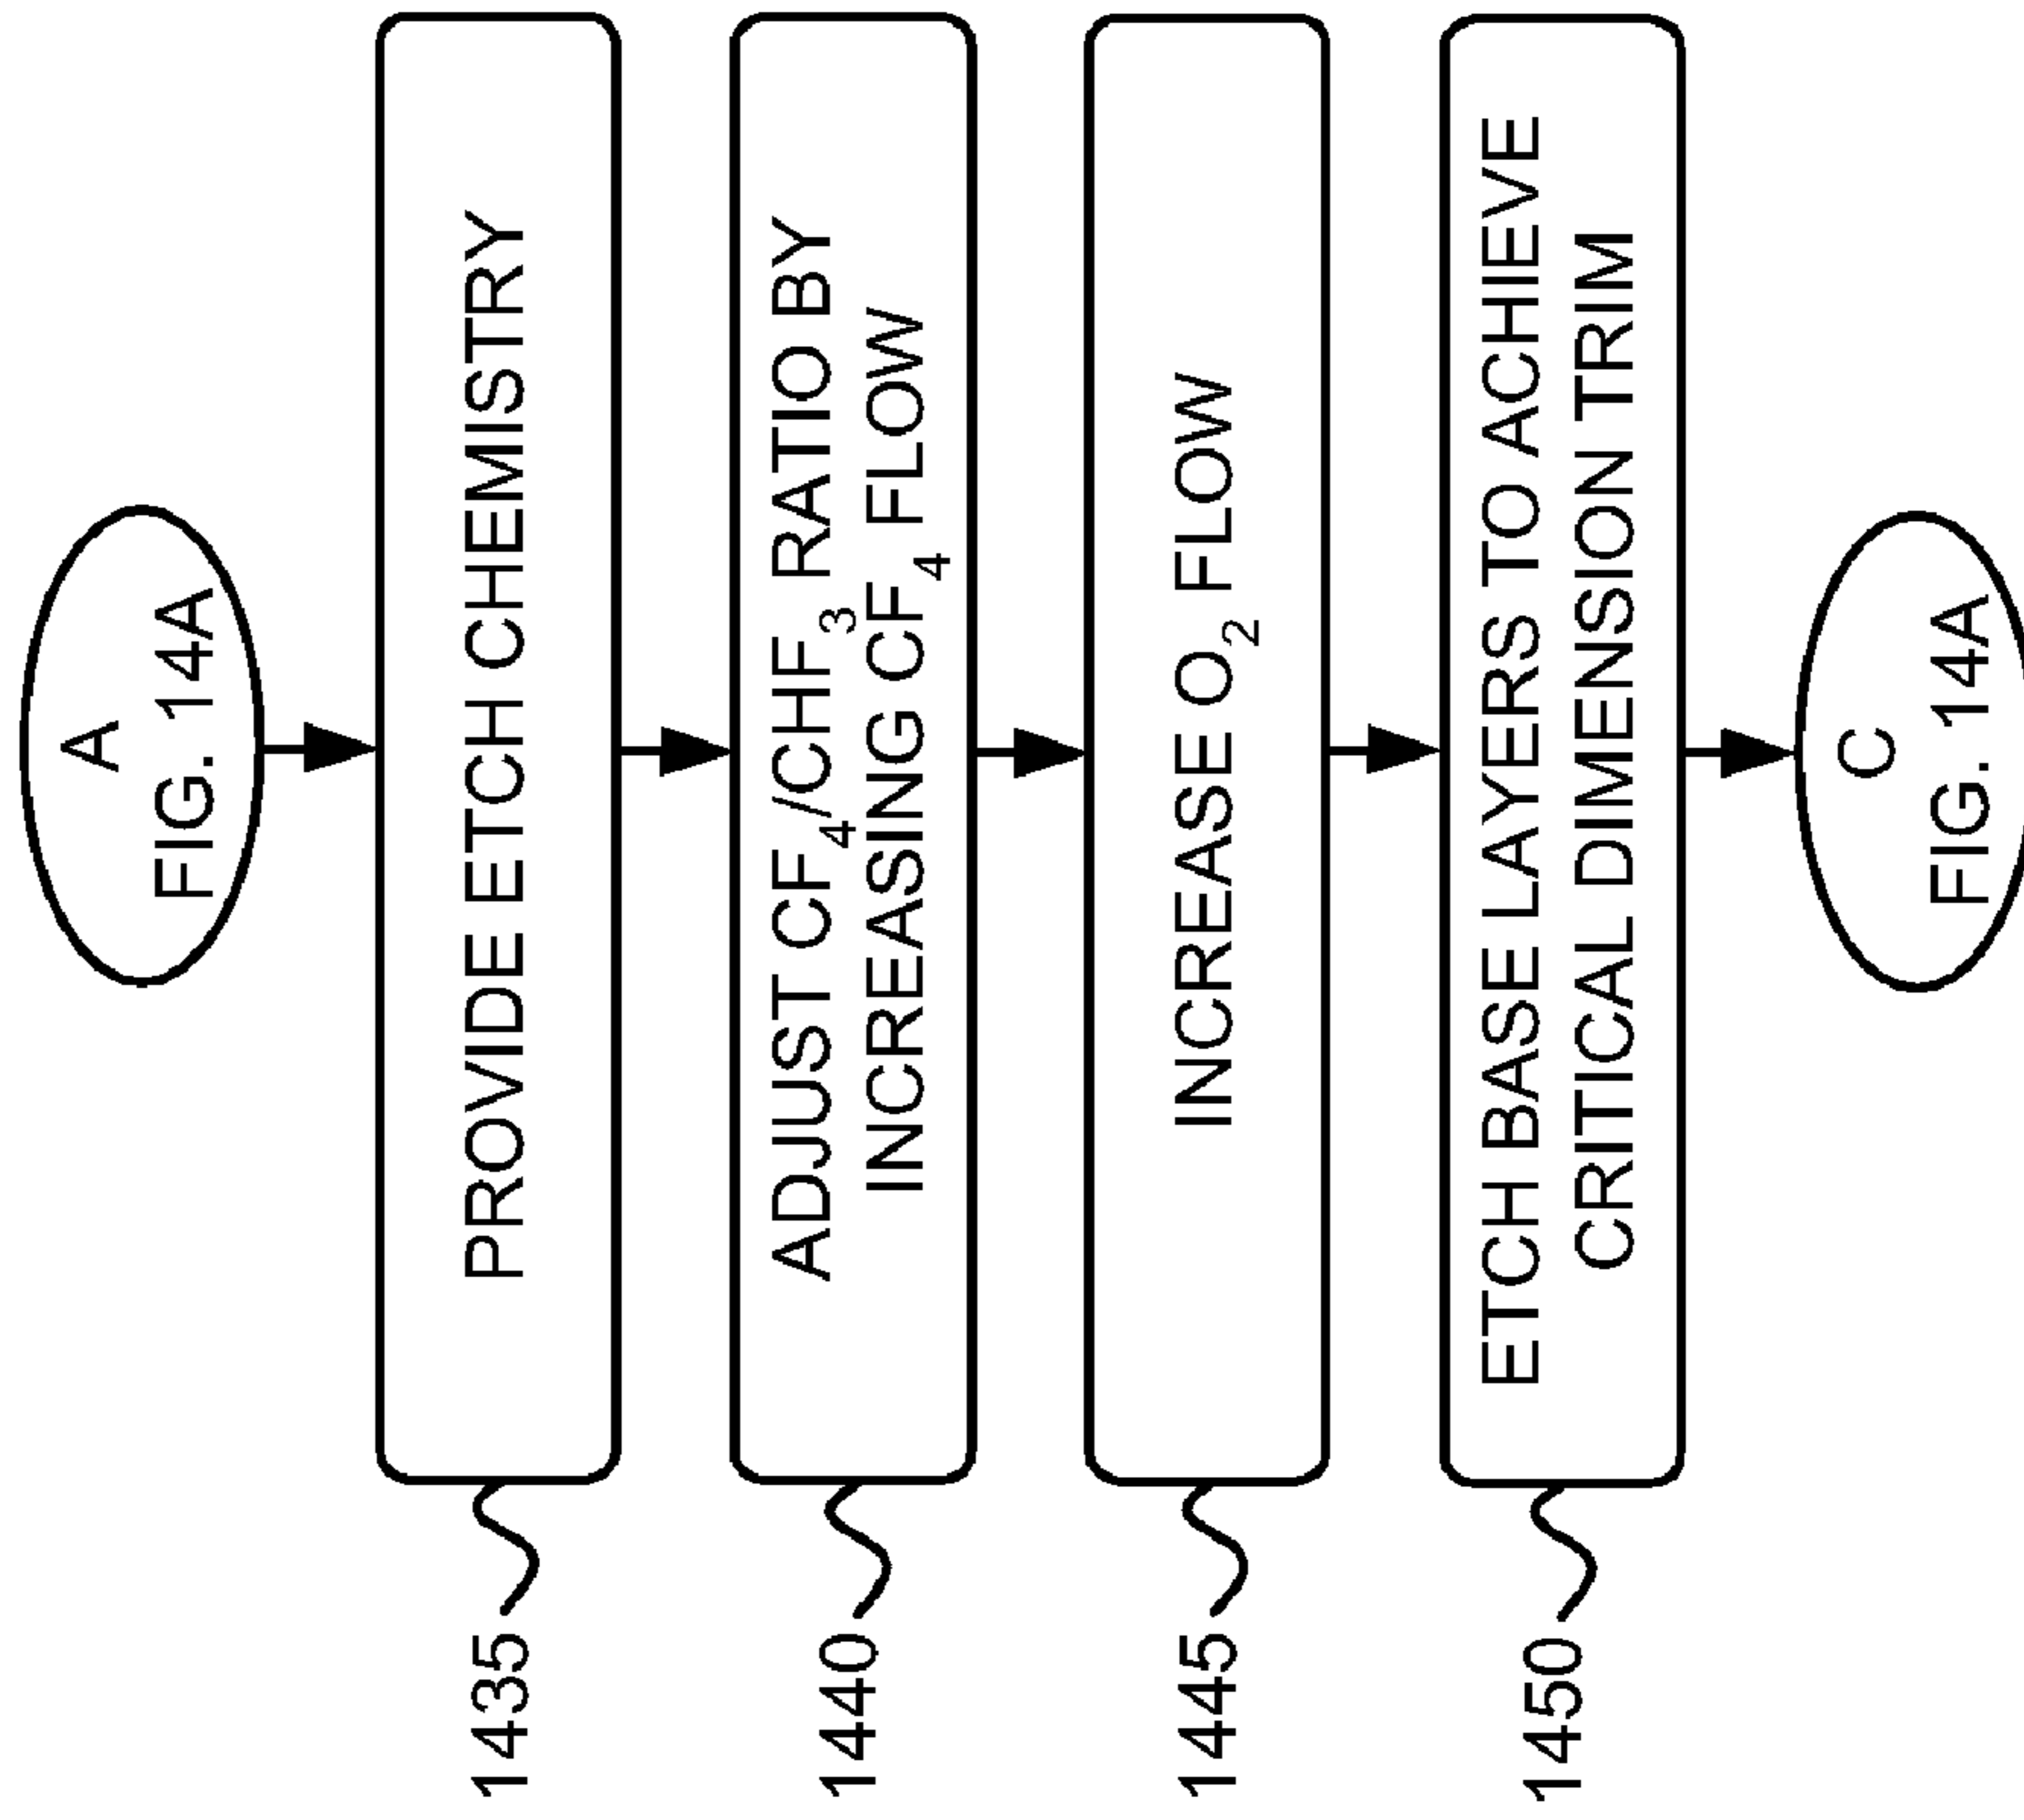 A
FIG. 14A
1435
PROVIDE ETCH CHEMISTRY
1440
ADJUST CF₄/CHF₃ RATIO BY
INCREASING CF₄ FLOW
1445
INCREASE O₂ FLOW
1450
ETCH BASE LAYERS TO ACHIEVE
CRITICAL DIMENSION TRIM
C
FIG. 14A